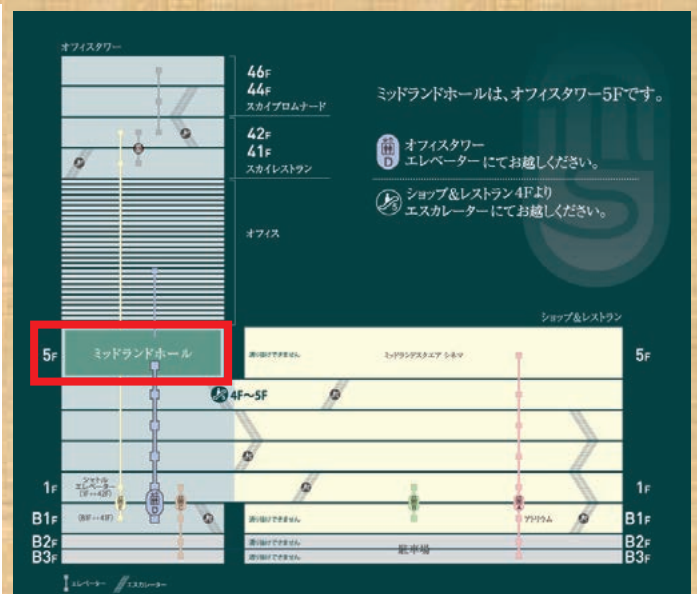 オフィスタワー
46F
44F
スカイプロムナード
42F
41F
スカイレストラン
オフィス
ミッドランドホールは、オフィスタワー5Fです。
D
オフィスタワー
エレベーターにてお越しください。
ショップ&レストラン4Fより
エスカレーターにてお越しください。
ショップ&レストラン
5F
ミッドランドホール
通り抜けできません
ミッドランドスクエア シネマ
5F
4F～5F
1F
シャトル
エレベーター
(1F↔42F)
D
1F
B1F
(B1F↔41F)
通り抜けできません
アトリウム
B1F
B2F
通り抜けできません
駐車場
B2F
B3F
通り抜けできません
B3F
エレベーター
エスカレーター